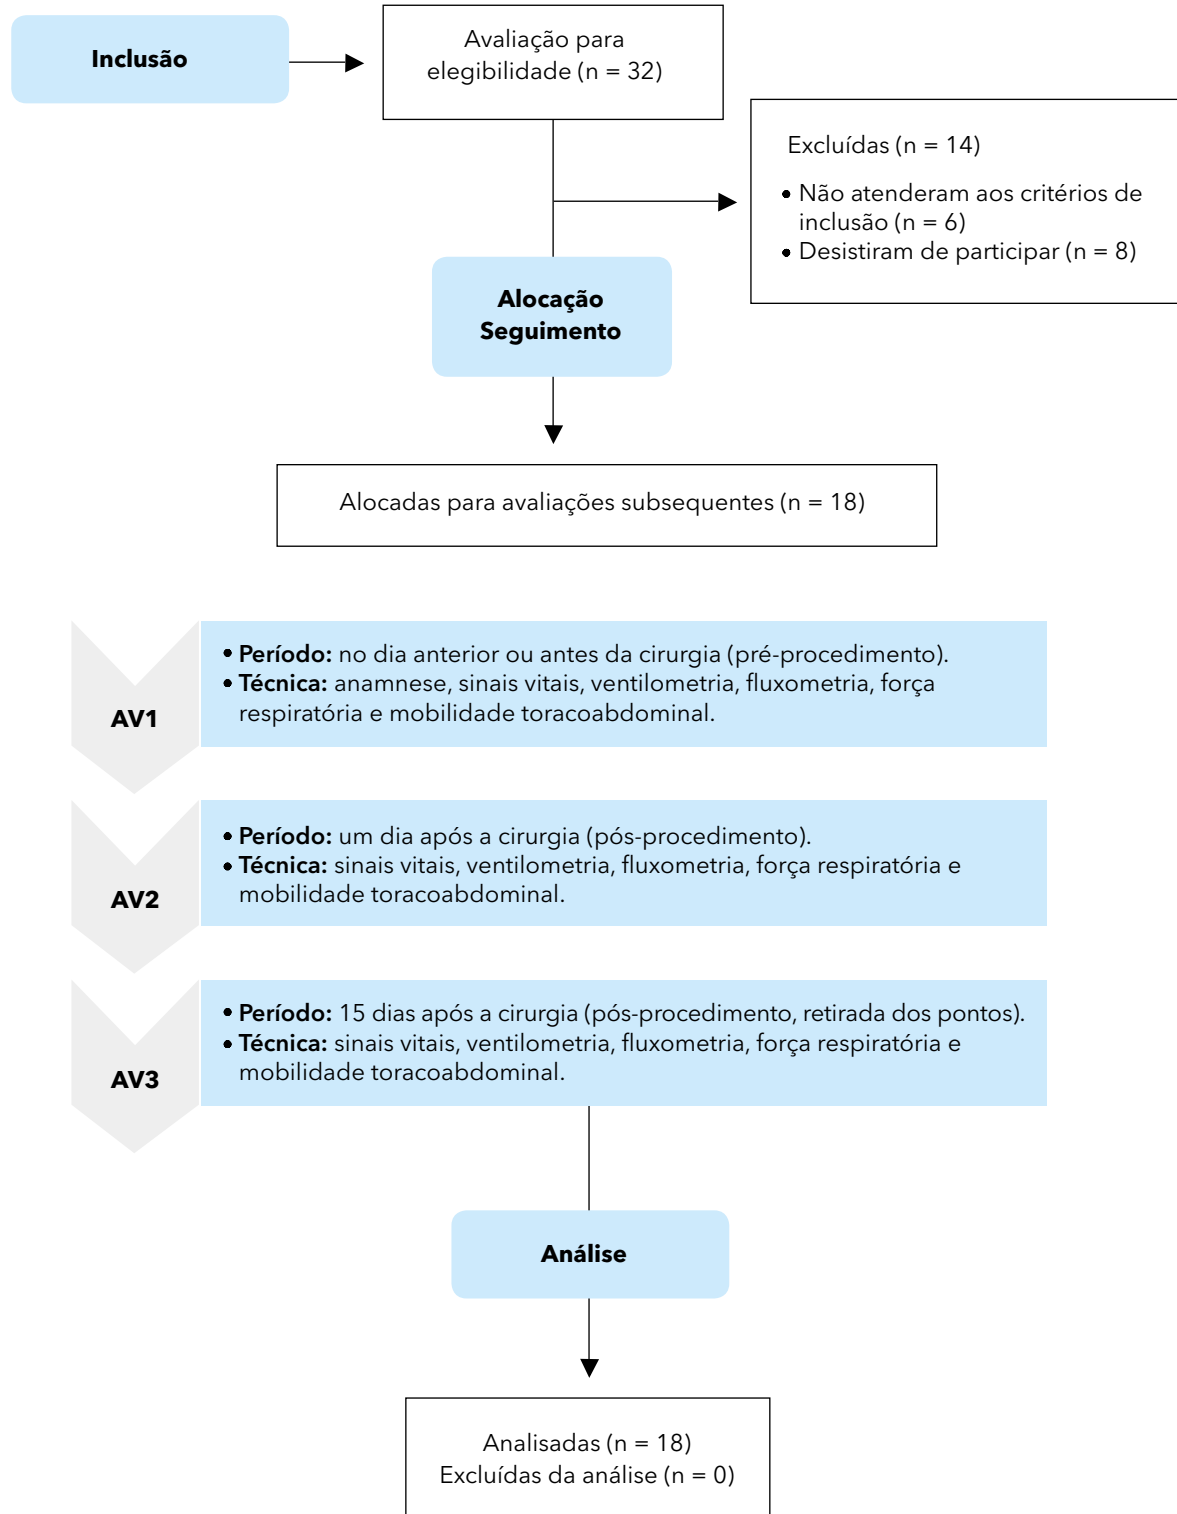 Inclusão
Avaliação para
elegibilidade (n = 32)
Excluídas (n = 14)
• Não atenderam aos critérios de
inclusão (n = 6)
• Desistiram de participar (n = 8)
Alocação
Seguimento
Alocadas para avaliações subsequentes (n = 18)
AV1
• Período: no dia anterior ou antes da cirurgia (pré-procedimento).
• Técnica: anamnese, sinais vitais, ventilometria, fluxometria, força
respiratória e mobilidade toracoabdominal.
AV2
• Período: um dia após a cirurgia (pós-procedimento).
• Técnica: sinais vitais, ventilometria, fluxometria, força respiratória e
mobilidade toracoabdominal.
AV3
• Período: 15 dias após a cirurgia (pós-procedimento, retirada dos pontos).
• Técnica: sinais vitais, ventilometria, fluxometria, força respiratória e
mobilidade toracoabdominal.
Análise
Analisadas (n = 18)
Excluídas da análise (n = 0)